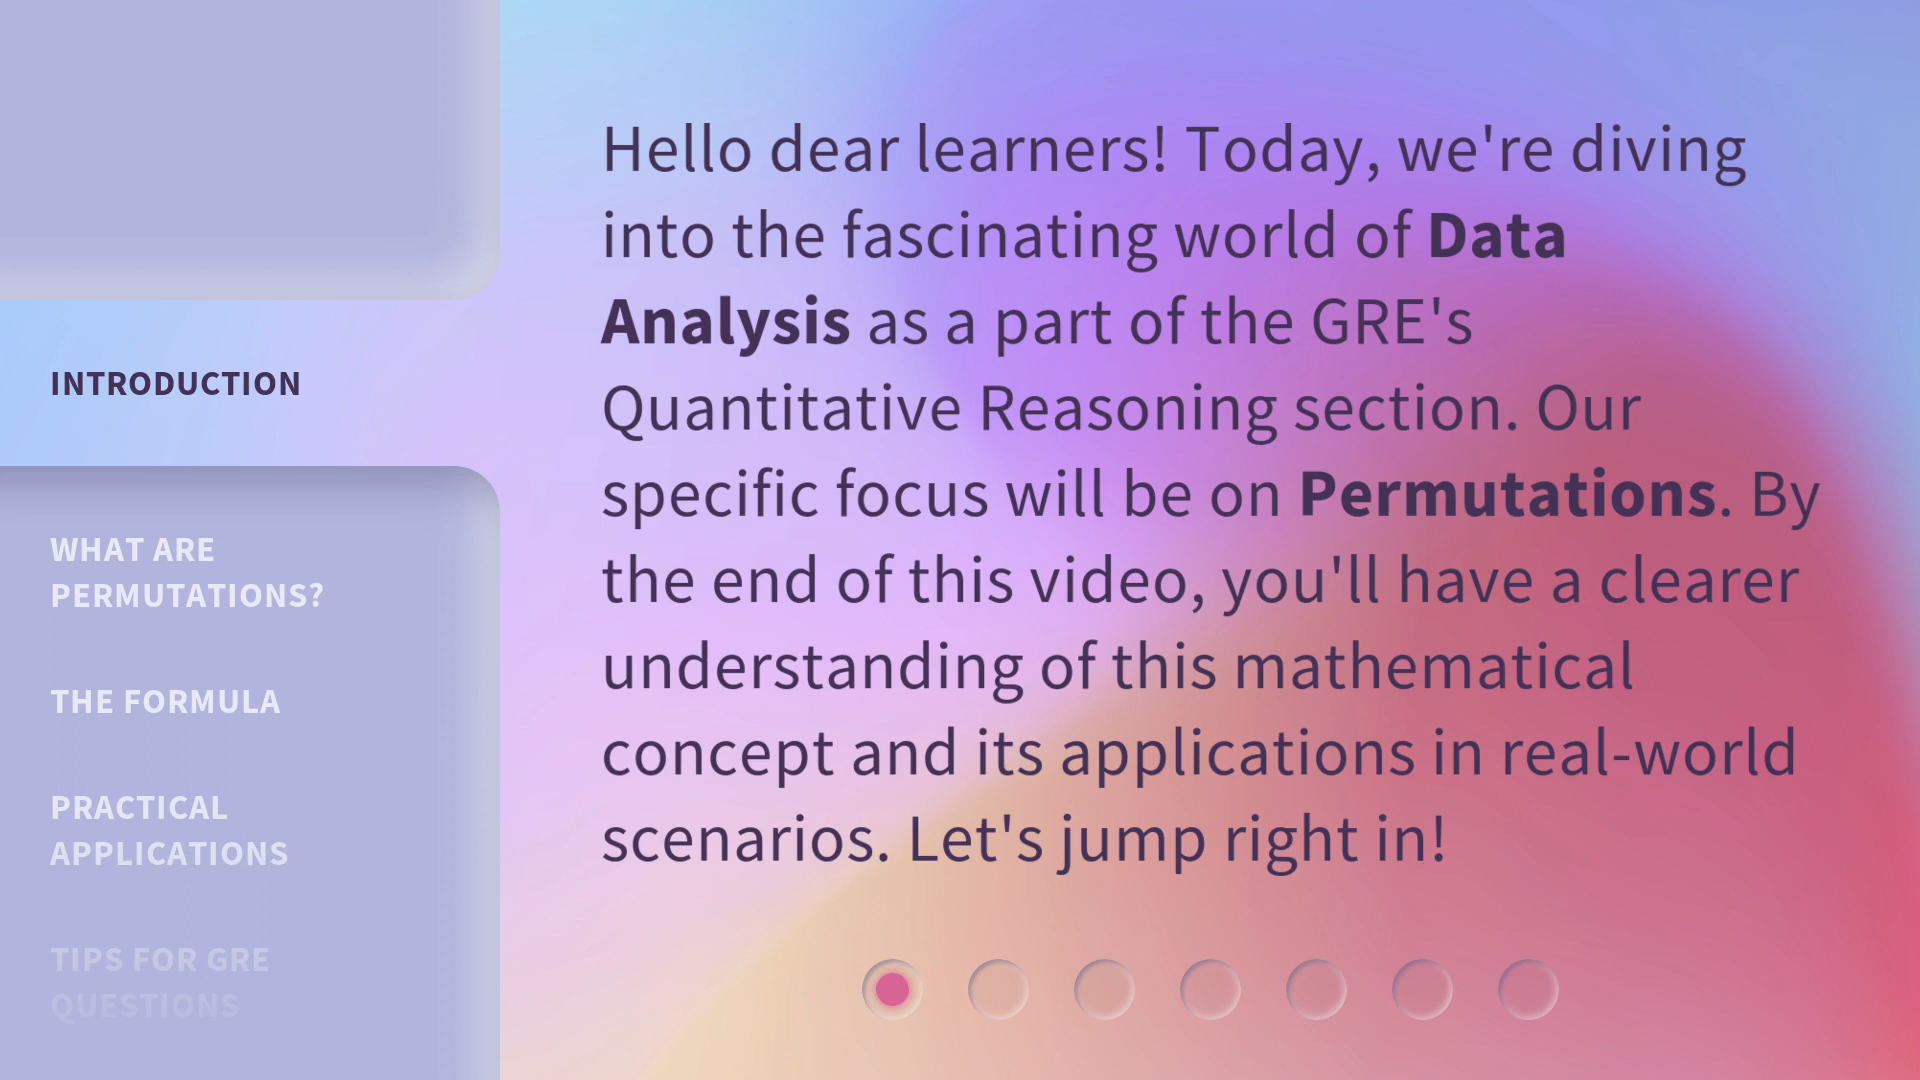 INTRODUCTION
WHAT ARE
PERMUTATIONS?
THE FORMULA
PRACTICAL
APPLICATIONS
TIPS FOR GRE
QUESTIONS
Hello dear learners! Today, we're diving
into the fascinating world of Data
Analysis as a part of the GRE's
Quantitative Reasoning section. Our
specific focus will be on Permutations. By
the end of this video, you'll have a clearer
understanding of this mathematical
concept and its applications in real-world
scenarios. Let's jump right in!